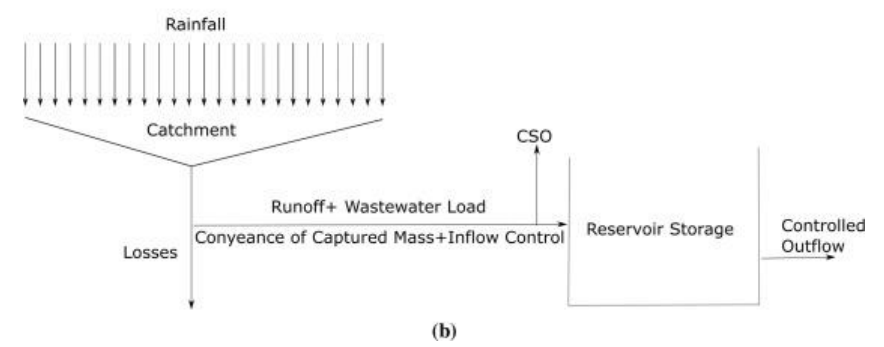 Rainfall
Catchment
CSO
Runoff+ Wastewater Load
Conyeance of Captured Mass+Inflow Control
Losses
Reservoir Storage
Controlled
Outflow
(b)